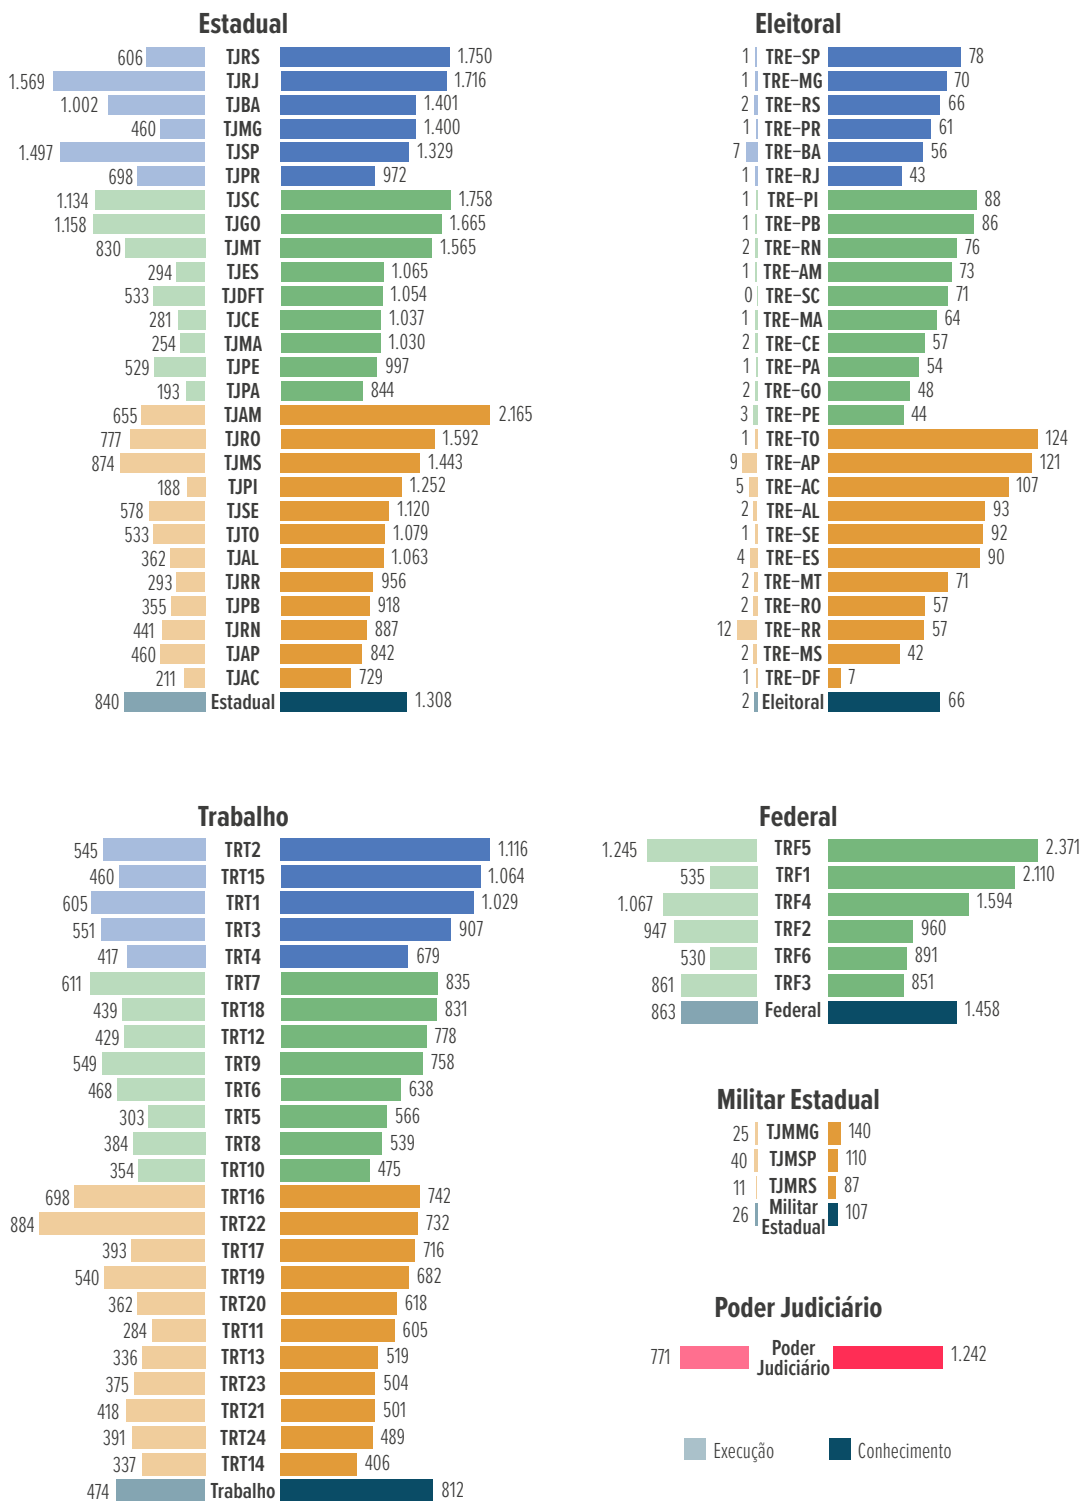 Estadual
606 TJRS 1.750
1.569 TJRJ 1.716
1.002 TJBA 1.401
460 TJMG 1.400
1.497 TJSP 1.329
698 TJPR 972
1.134 TJSC 1.758
1.158 TJGO 1.665
830 TJMT 1.565
294 TJES 1.065
533 TJDFT 1.054
281 TJCE 1.037
254 TJMA 1.030
529 TJPE 997
193 TJPA 844
655 TJAM 2.165
777 TJRO 1.592
874 TJMS 1.443
188 TJPI 1.252
578 TJSE 1.120
533 TJTO 1.079
362 TJAL 1.063
293 TJRR 956
355 TJPB 918
441 TJRN 887
460 TJAP 842
211 TJAC 729
840 Estadual 1.308
Eleitoral
1 TRE-SP 78
1 TRE-MG 70
2 TRE-RS 66
1 TRE-PR 61
7 TRE-BA 56
1 TRE-RJ 43
1 TRE-PI 88
1 TRE-PB 86
2 TRE-RN 76
1 TRE-AM 73
0 TRE-SC 71
1 TRE-MA 64
2 TRE-CE 57
1 TRE-PA 54
2 TRE-GO 48
3 TRE-PE 44
1 TRE-TO 124
9 TRE-AP 121
5 TRE-AC 107
2 TRE-AL 93
1 TRE-SE 92
4 TRE-ES 90
2 TRE-MT 71
2 TRE-RO 57
12 TRE-RR 57
2 TRE-MS 42
1 TRE-DF 7
2 Eleitoral 66
Trabalho
545 TRT2 1.116
460 TRT15 1.064
605 TRT1 1.029
551 TRT3 907
417 TRT4 679
611 TRT7 835
439 TRT18 831
429 TRT12 778
549 TRT9 758
468 TRT6 638
303 TRT5 566
384 TRT8 539
354 TRT10 475
698 TRT16 742
884 TRT22 732
393 TRT17 716
540 TRT19 682
362 TRT20 618
284 TRT11 605
336 TRT13 519
375 TRT23 504
418 TRT21 501
391 TRT24 489
337 TRT14 406
474 Trabalho 812
Federal
1.245 TRF5 2.371
535 TRF1 2.110
1.067 TRF4 1.594
947 TRF2 960
530 TRF6 891
861 TRF3 851
863 Federal 1.458
Militar Estadual
25 TJMMG 140
40 TJMSP 110
11 TJMRS 87
26 Militar 107
Estadual
Poder Judiciário
771 Poder 1.242
Judiciário
Execução Conhecimento